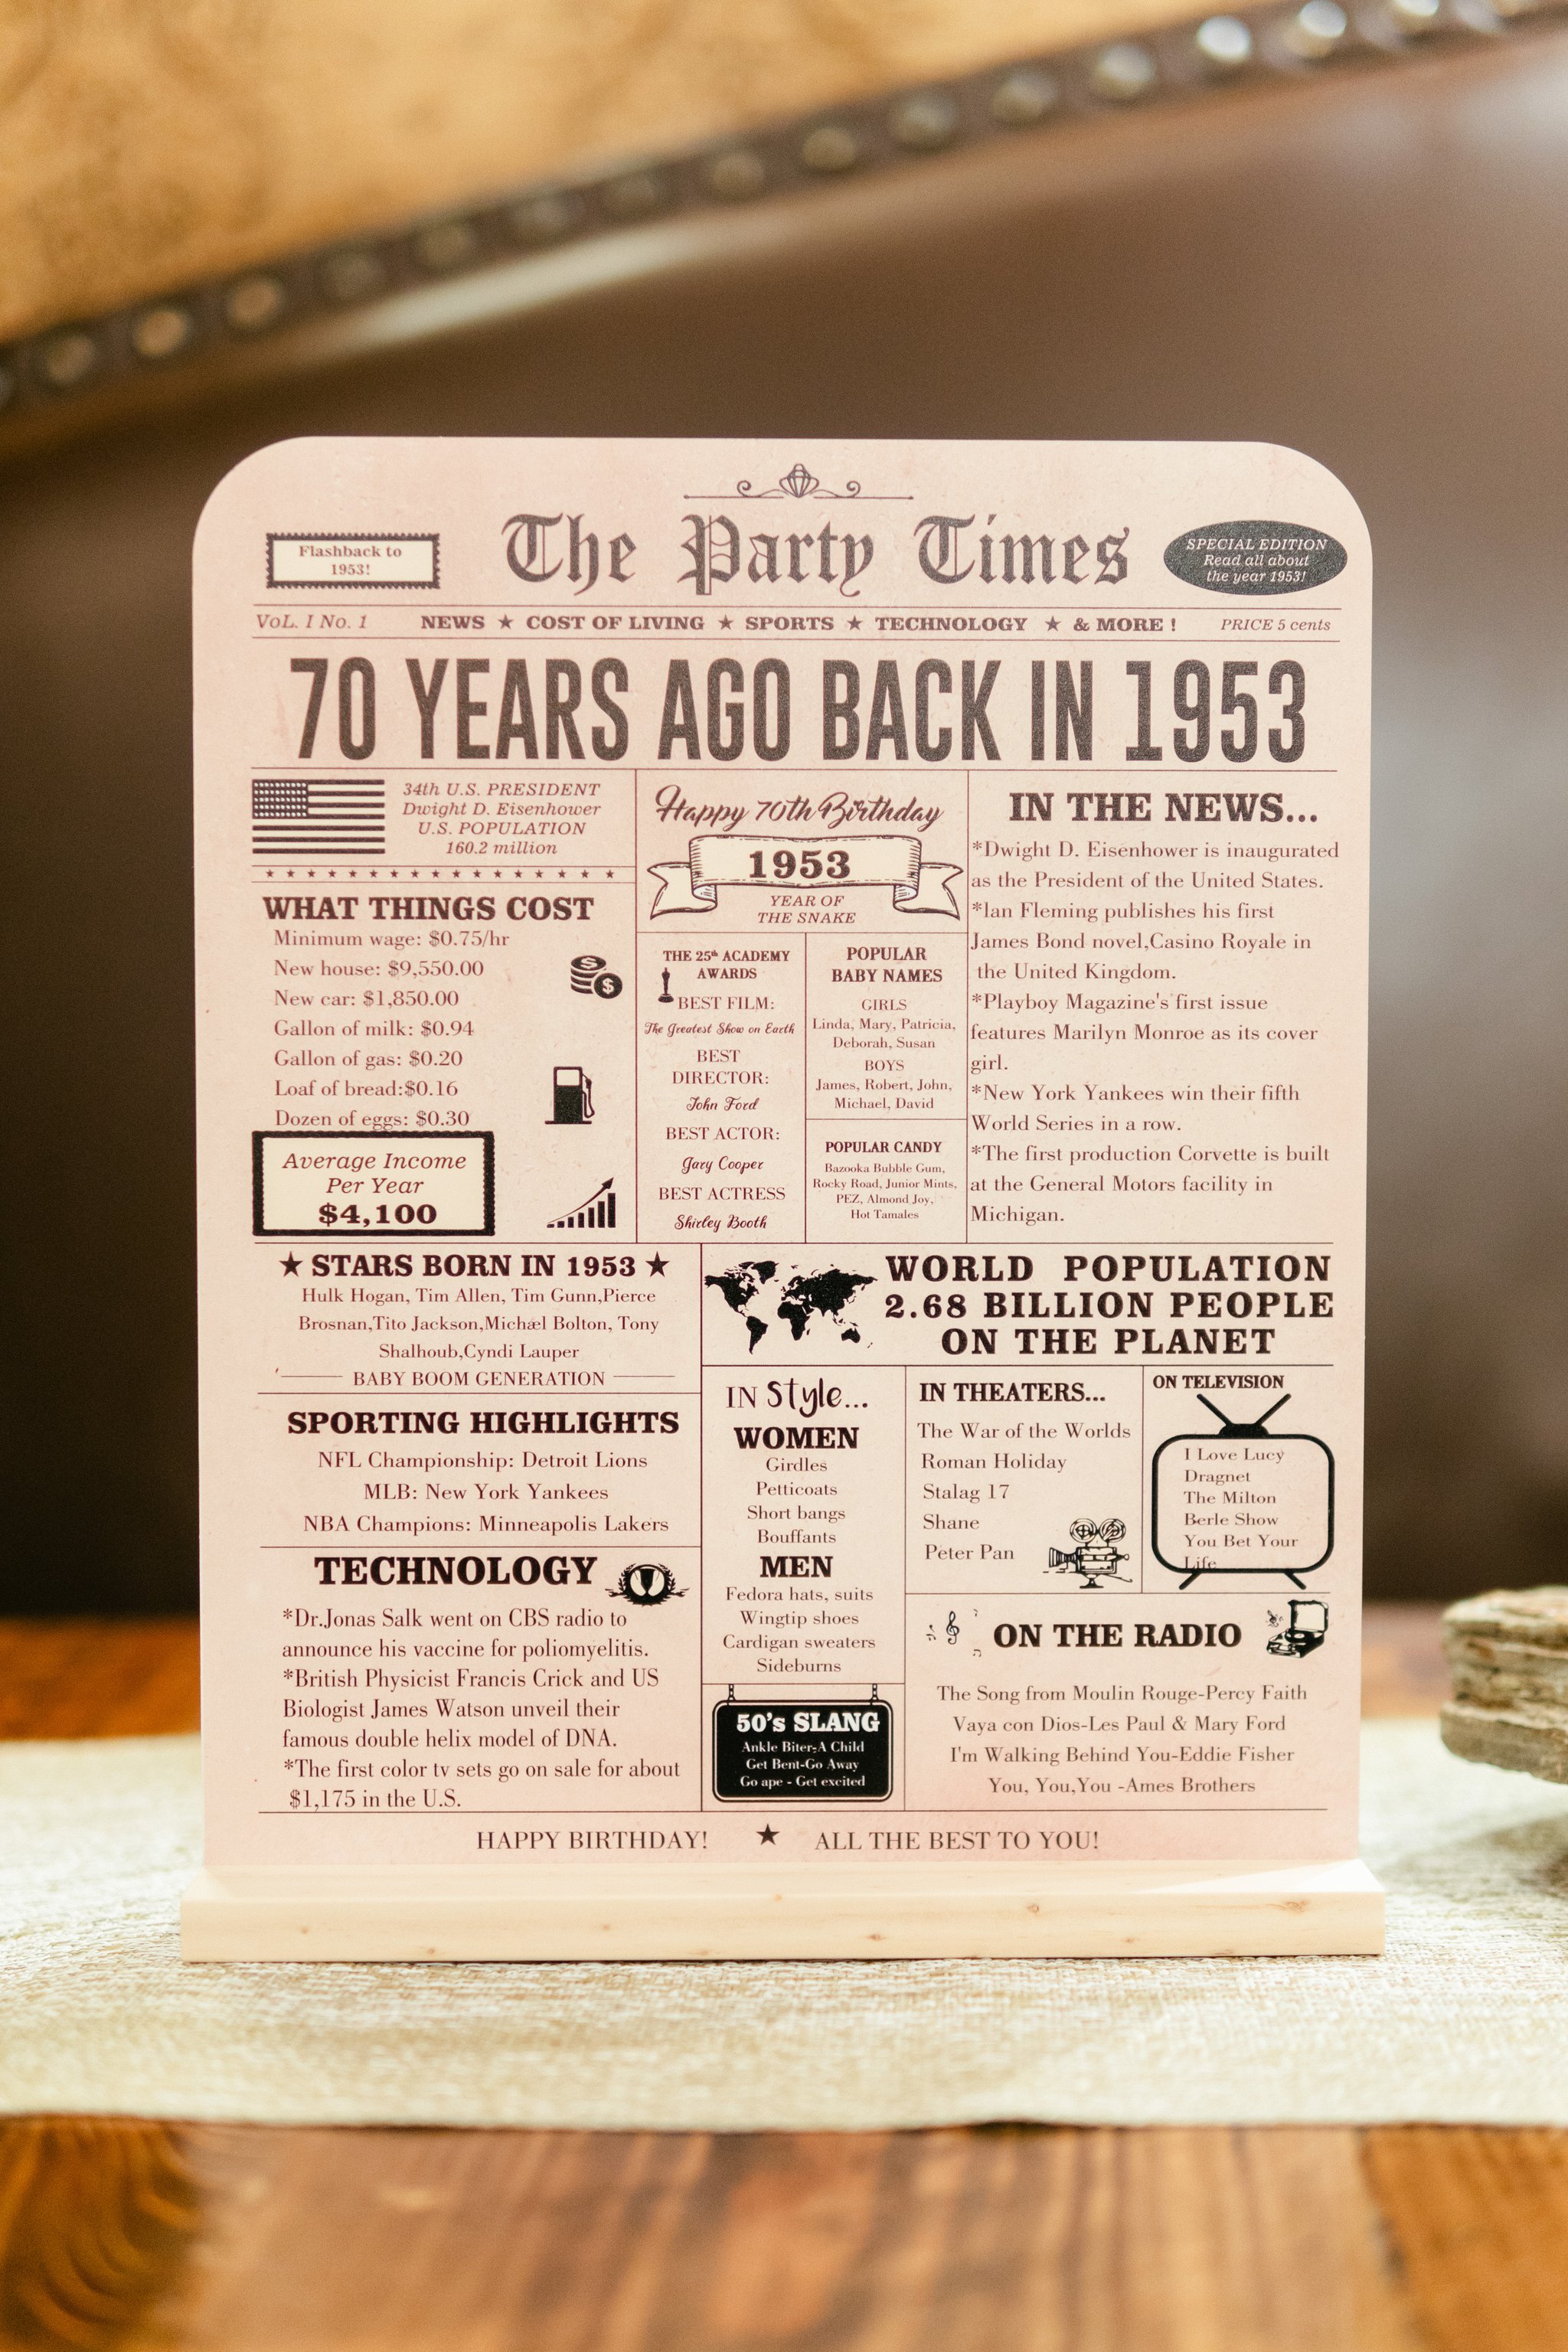 Flashback to
1953!
The Party Times
SPECIAL EDITION
Read all about
the year 1953!
VoL. I No. 1
NEWS ★ COST OF LIVING ★ SPORTS ★ TECHNOLOGY ★ & MORE !
PRICE 5 cents
70 YEARS AGO BACK IN 1953
34th U.S. PRESIDENT
Dwight D. Eisenhower
U.S. POPULATION
160.2 million
WHAT THINGS COST
Minimum wage: $0.75/hr
New house: $9,550.00
New car: $1,850.00
Gallon of milk: $0.94
Gallon of gas: $0.20
Loaf of bread:$0.16
Dozen of eggs: $0.30
Average Income
Per Year
$4,100
Happy 70th Birthday
1953
YEAR OF
THE SNAKE
THE 25th ACADEMY
AWARDS
BEST FILM:
The Greatest Show on Earth
BEST
DIRECTOR:
John Ford
BEST ACTOR:
Gary Cooper
BEST ACTRESS
Shirley Booth
POPULAR
BABY NAMES
GIRLS
Linda, Mary, Patricia,
Deborah, Susan
BOYS
James, Robert, John,
Michael, David
POPULAR CANDY
Bazooka Bubble Gum,
Rocky Road, Junior Mints,
PEZ, Almond Joy,
Hot Tamales
IN THE NEWS...
*Dwight D. Eisenhower is inaugurated
as the President of the United States.
*Ian Fleming publishes his first
James Bond novel,Casino Royale in
the United Kingdom.
*Playboy Magazine's first issue
features Marilyn Monroe as its cover
girl.
*New York Yankees win their fifth
World Series in a row.
*The first production Corvette is built
at the General Motors facility in
Michigan.
★ STARS BORN IN 1953 ★
Hulk Hogan, Tim Allen, Tim Gunn,Pierce
Brosnan,Tito Jackson,Michæl Bolton, Tony
Shalhoub,Cyndi Lauper
BABY BOOM GENERATION
SPORTING HIGHLIGHTS
NFL Championship: Detroit Lions
MLB: New York Yankees
NBA Champions: Minneapolis Lakers
TECHNOLOGY
*Dr.Jonas Salk went on CBS radio to
announce his vaccine for poliomyelitis.
*British Physicist Francis Crick and US
Biologist James Watson unveil their
famous double helix model of DNA.
*The first color tv sets go on sale for about
$1,175 in the U.S.
WORLD POPULATION
2.68 BILLION PEOPLE
ON THE PLANET
IN Style...
WOMEN
Girdles
Petticoats
Short bangs
Bouffants
MEN
Fedora hats, suits
Wingtip shoes
Cardigan sweaters
Sideburns
50's SLANG
Ankle Biter-A Child
Get Bent-Go Away
Go ape - Get excited
IN THEATERS...
The War of the Worlds
Roman Holiday
Stalag 17
Shane
Peter Pan
ON TELEVISION
I Love Lucy
Dragnet
The Milton
Berle Show
You Bet Your
Life
ON THE RADIO
The Song from Moulin Rouge-Percy Faith
Vaya con Dios-Les Paul & Mary Ford
I'm Walking Behind You-Eddie Fisher
You, You,You -Ames Brothers
HAPPY BIRTHDAY! ★ ALL THE BEST TO YOU!